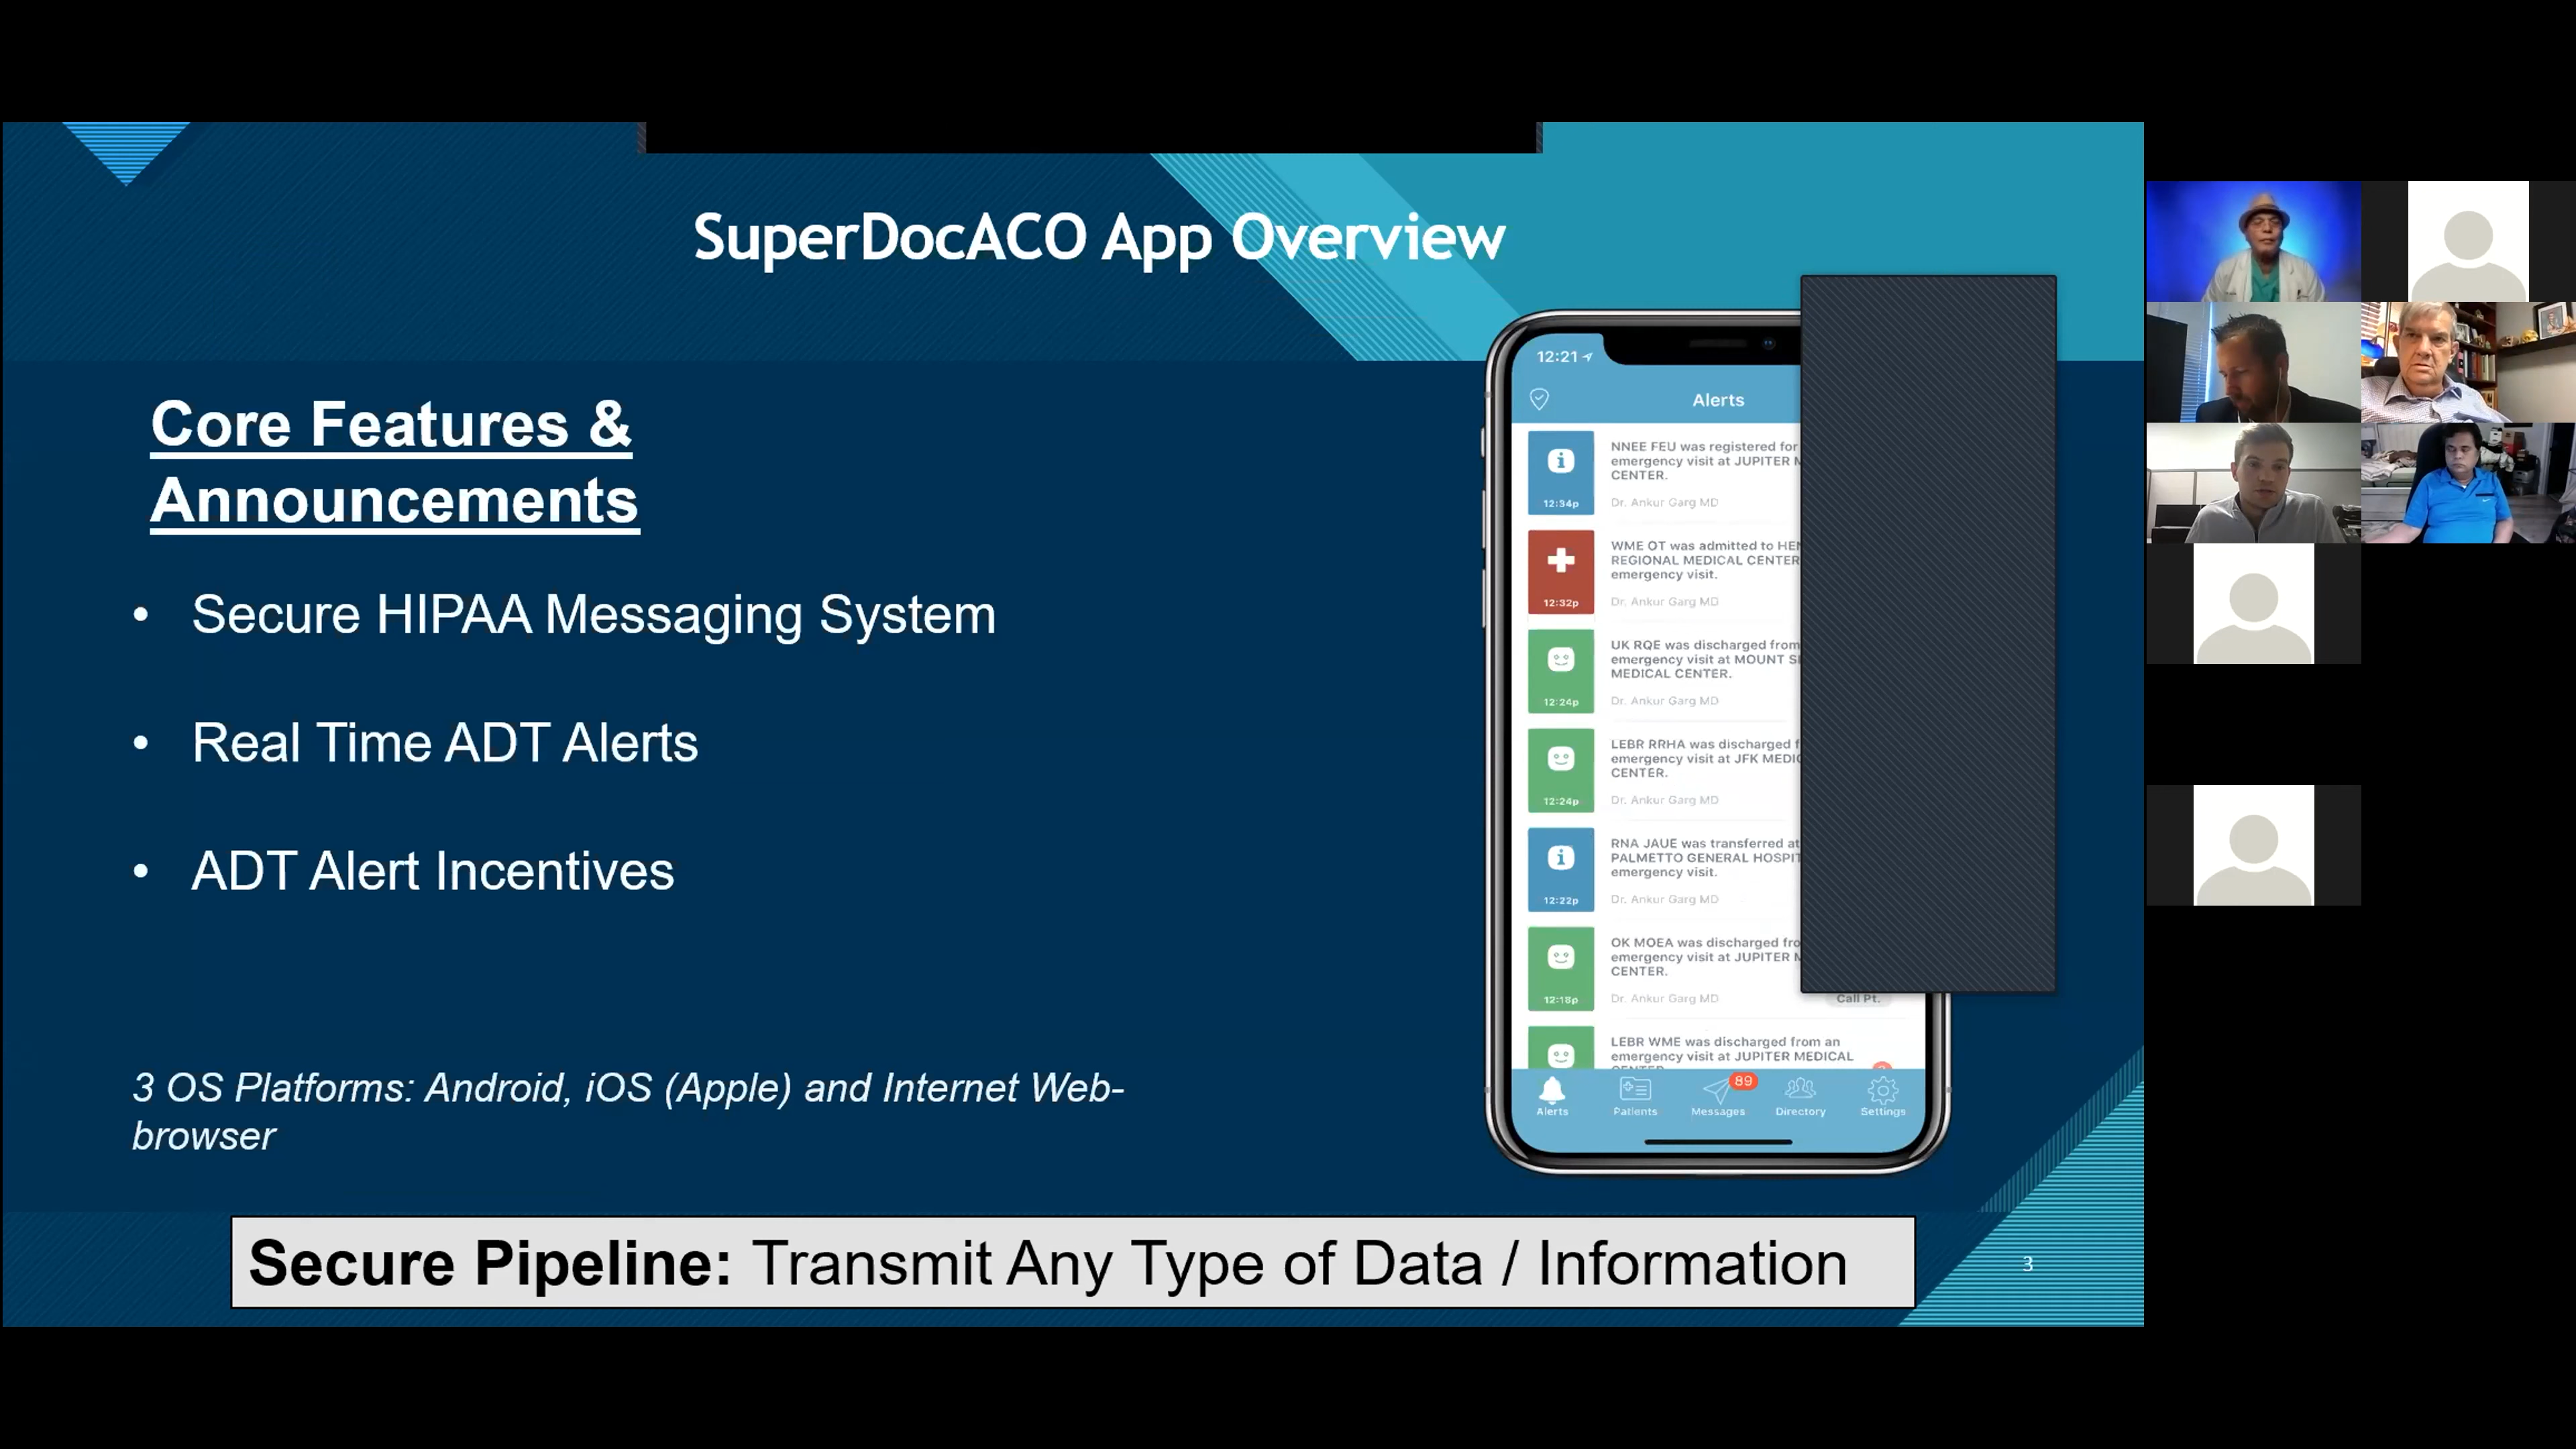 SuperDocACO App Overview
Core Features &
Announcements
• Secure HIPAA Messaging System
• Real Time ADT Alerts
• ADT Alert Incentives
3 OS Platforms: Android, iOS (Apple) and Internet Web-
browser
12:21
Alerts
NNEE FEU was registered for
emergency visit at JUPITER M
CENTER.
12:34p
Dr. Ankur Garg MD
WME OT was admitted to HE
REGIONAL MEDICAL CENTER
emergency visit.
12:32p
Dr. Ankur Garg MD
UK RQE was discharged from
emergency visit at MOUNT SI
MEDICAL CENTER.
12:24p
Dr. Ankur Garg MD
LEBR RRHA was discharged f
emergency visit at JFK MEDIC
CENTER.
12:24p
Dr. Ankur Garg MD
RNA JAUE was transferred at
PALMETTO GENERAL HOSPIT
emergency visit.
12:22p
Dr. Ankur Garg MD
OK MOEA was discharged fro
emergency visit at JUPITER M
CENTER.
12:18p
Dr. Ankur Garg MD
Call Pt.
LEBR WME was discharged from an
emergency visit at JUPITER MEDICAL
89
Alerts Patients Messages Directory Settings
Secure Pipeline: Transmit Any Type of Data / Information
3